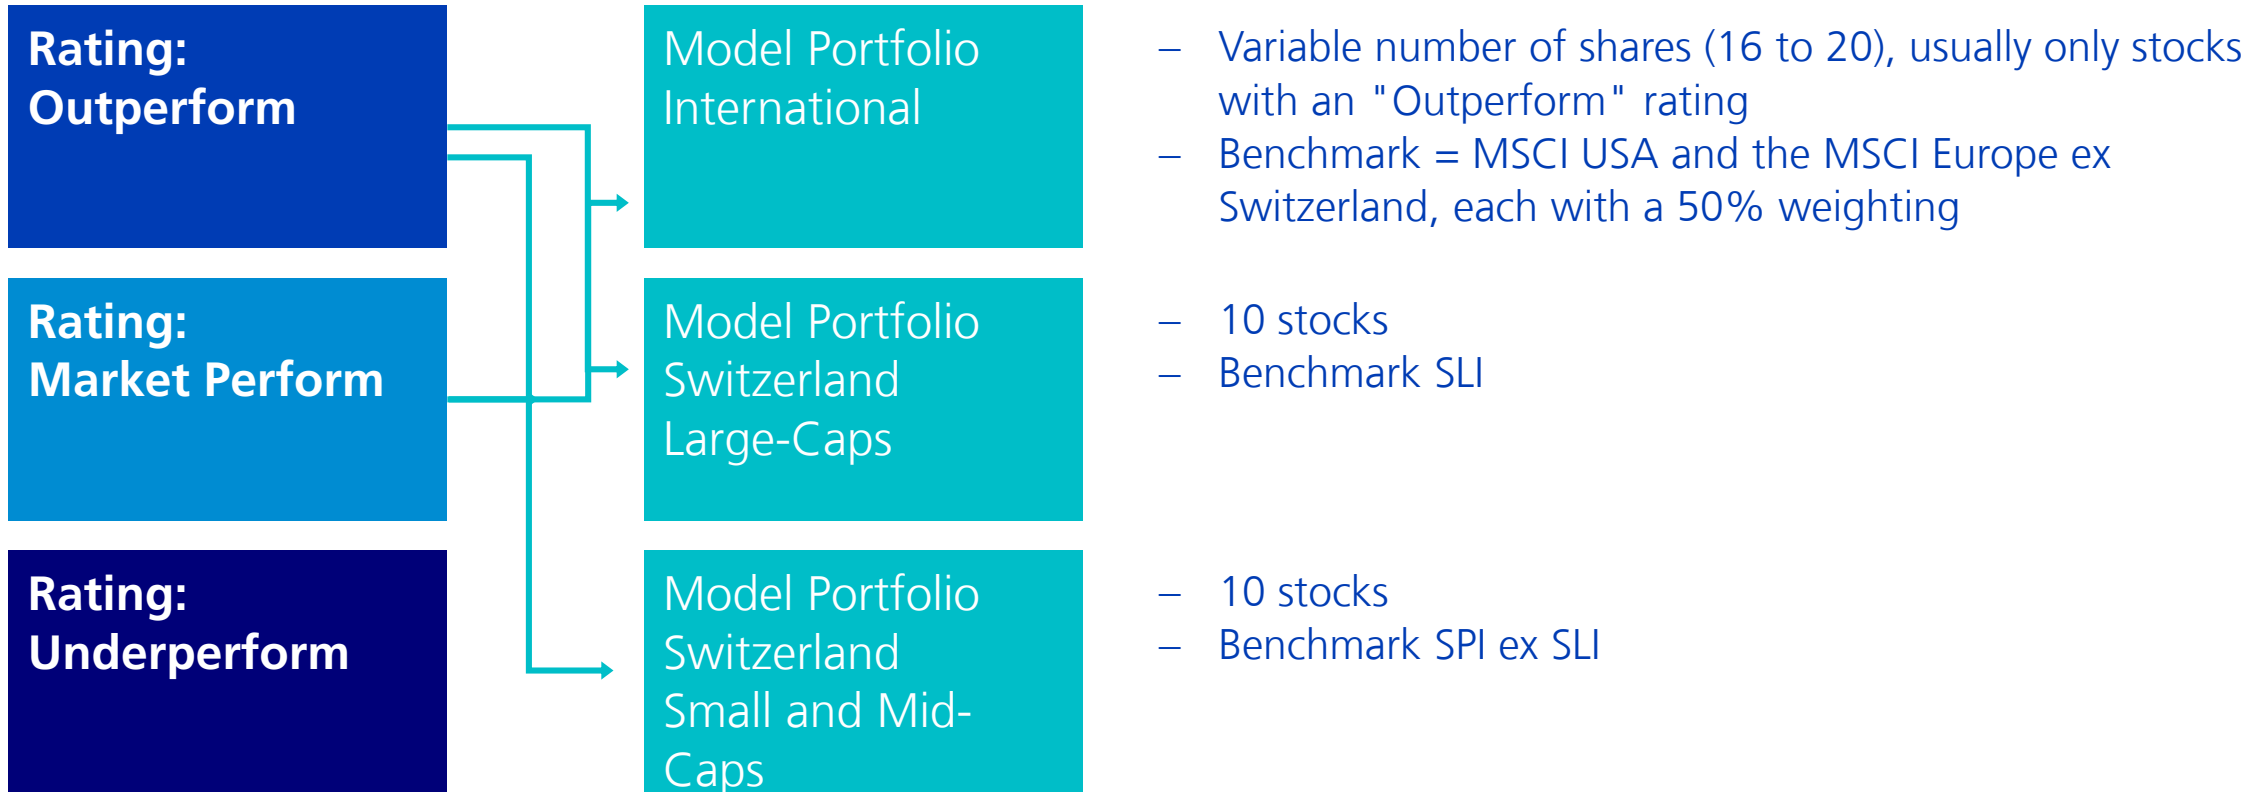 Rating:
Outperform
Model Portfolio
International
– Variable number of shares (16 to 20), usually only stocks
with an "Outperform" rating
– Benchmark = MSCI USA and the MSCI Europe ex
Switzerland, each with a 50% weighting
Rating:
Market Perform
Model Portfolio
Switzerland
Large-Caps
– 10 stocks
– Benchmark SLI
Rating:
Underperform
Model Portfolio
Switzerland
Small and Mid-
Caps
– 10 stocks
– Benchmark SPI ex SLI